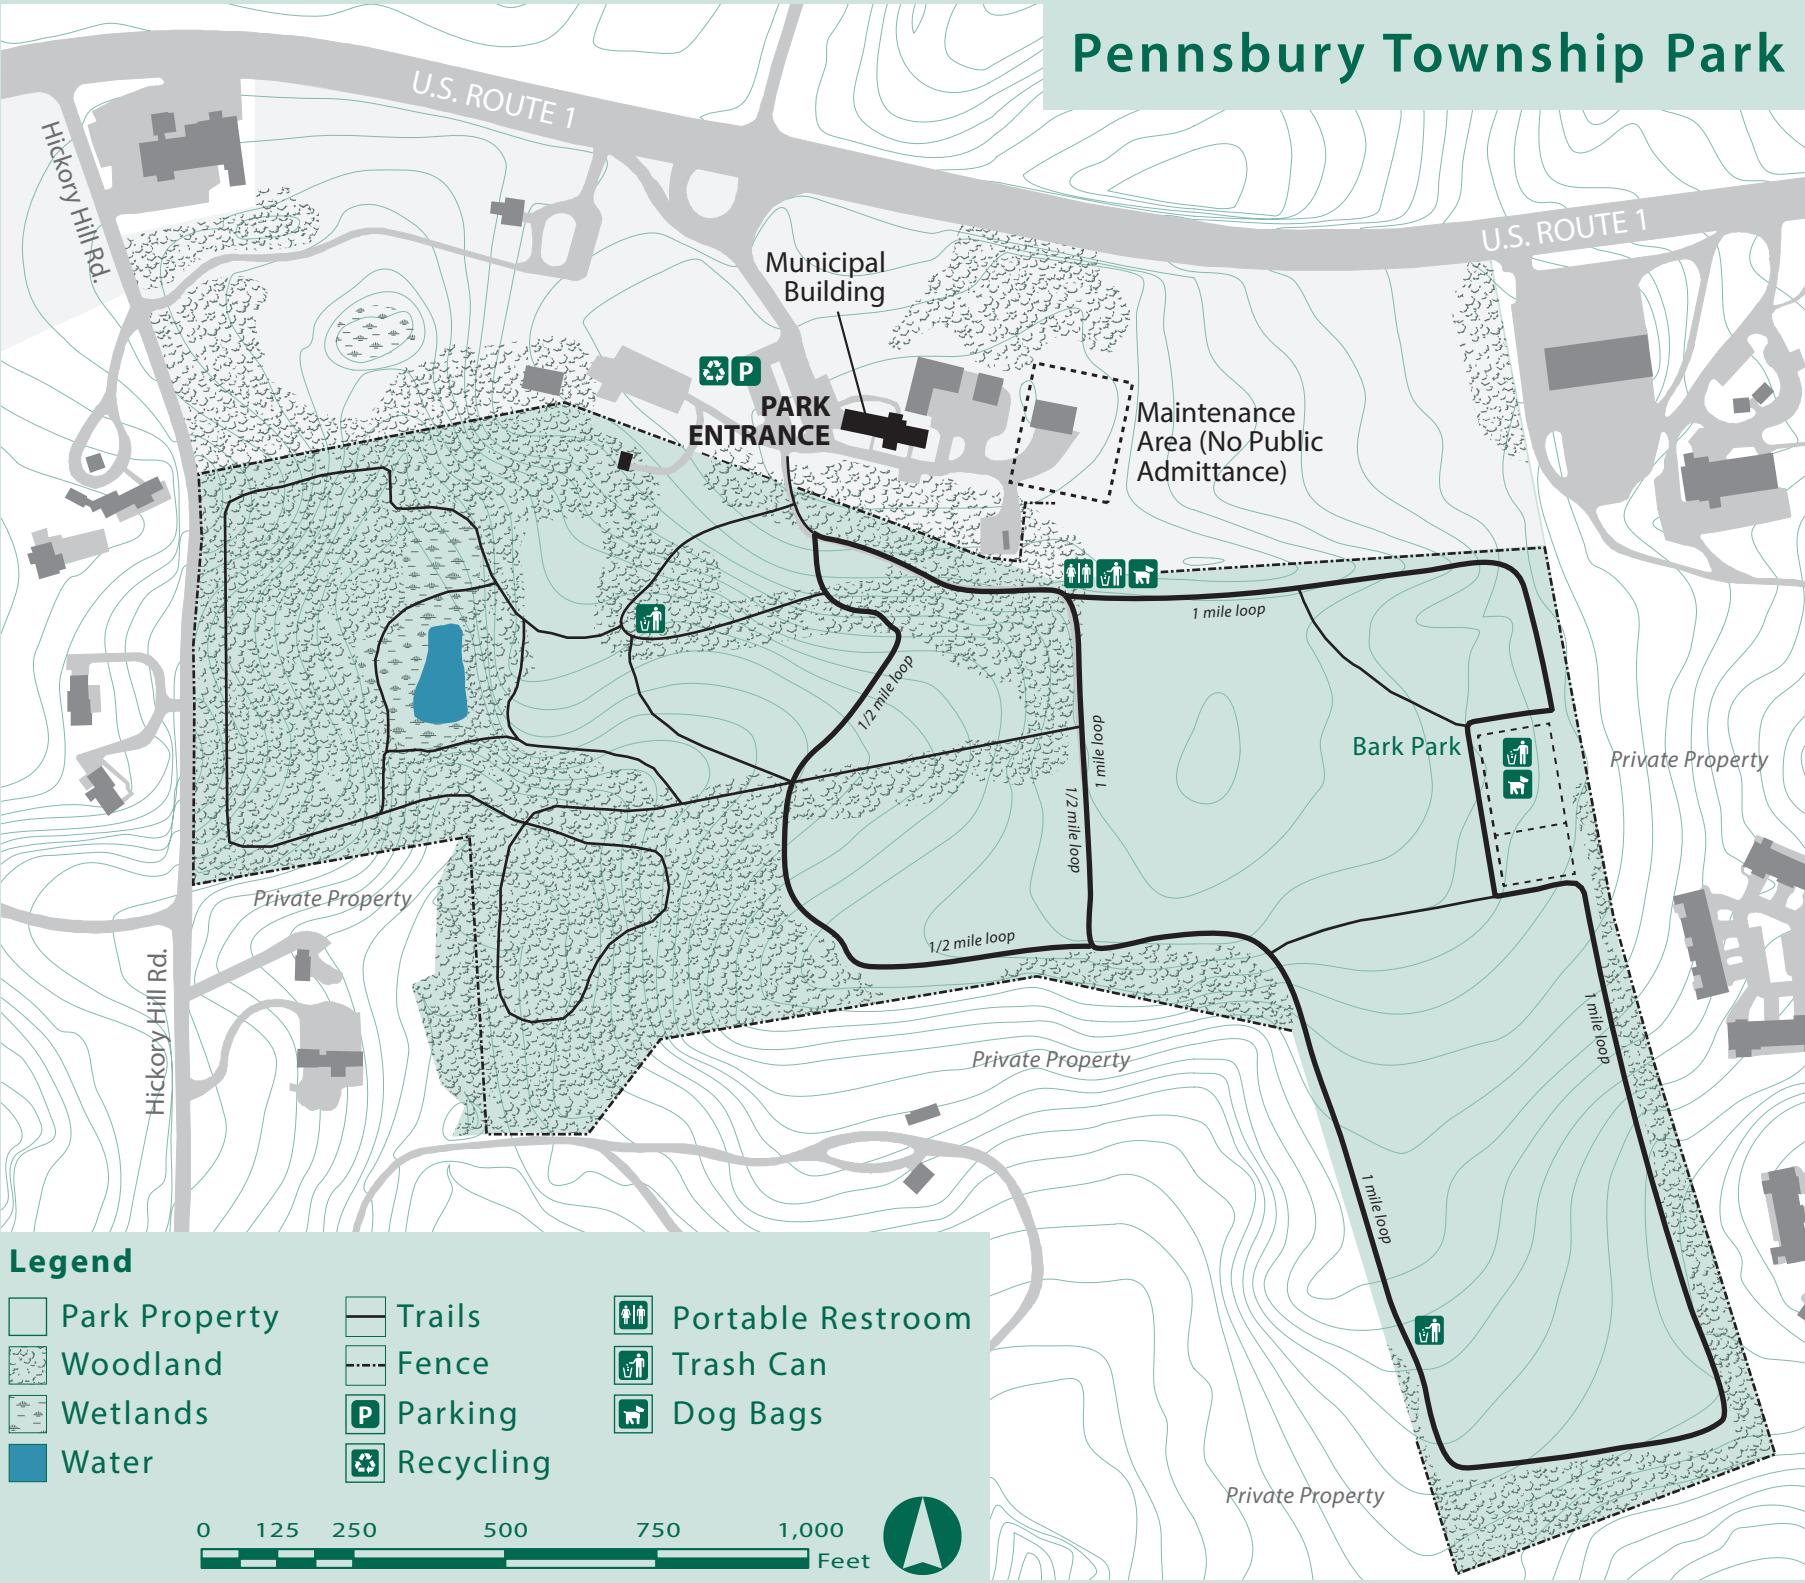 Pennsbury Township Park
U.S. ROUTE 1
Hickory Hill Rd.
U.S. ROUTE 1
Municipal
Building
P
PARK
ENTRANCE
Maintenance
Area (No Public
Admittance)
1 mile loop
1/2 mile loop
1 mile loop
1/2 mile loop
Bark Park
Private Property
Private Property
1/2 mile loop
Hickory Hill Rd.
1 mile loop
Private Property
1 mile loop
Private Property
Legend
Park Property
Woodland
Wetlands
Water
Trails
Fence
P Parking
Recycling
Portable Restroom
Trash Can
Dog Bags
0 125 250 500 750 1,000
Feet